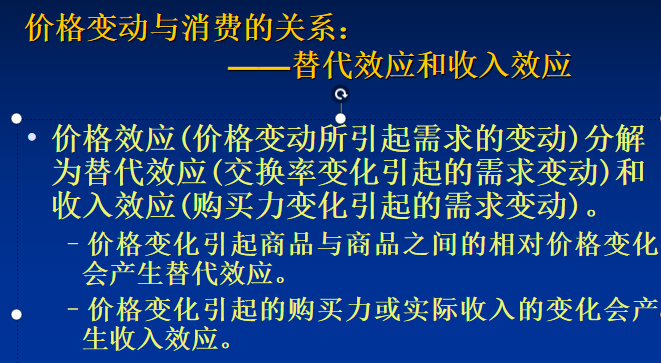 价格变动与消费的关系：
——替代效应和收入效应
• 价格效应(价格变动所引起需求的变动)分解
为替代效应(交换率变化引起的需求变动)和
收入效应(购买力变化引起的需求变动)。
–价格变化引起商品与商品之间的相对价格变化
会产生替代效应。
–价格变化引起的购买力或实际收入的变化会产
生收入效应。